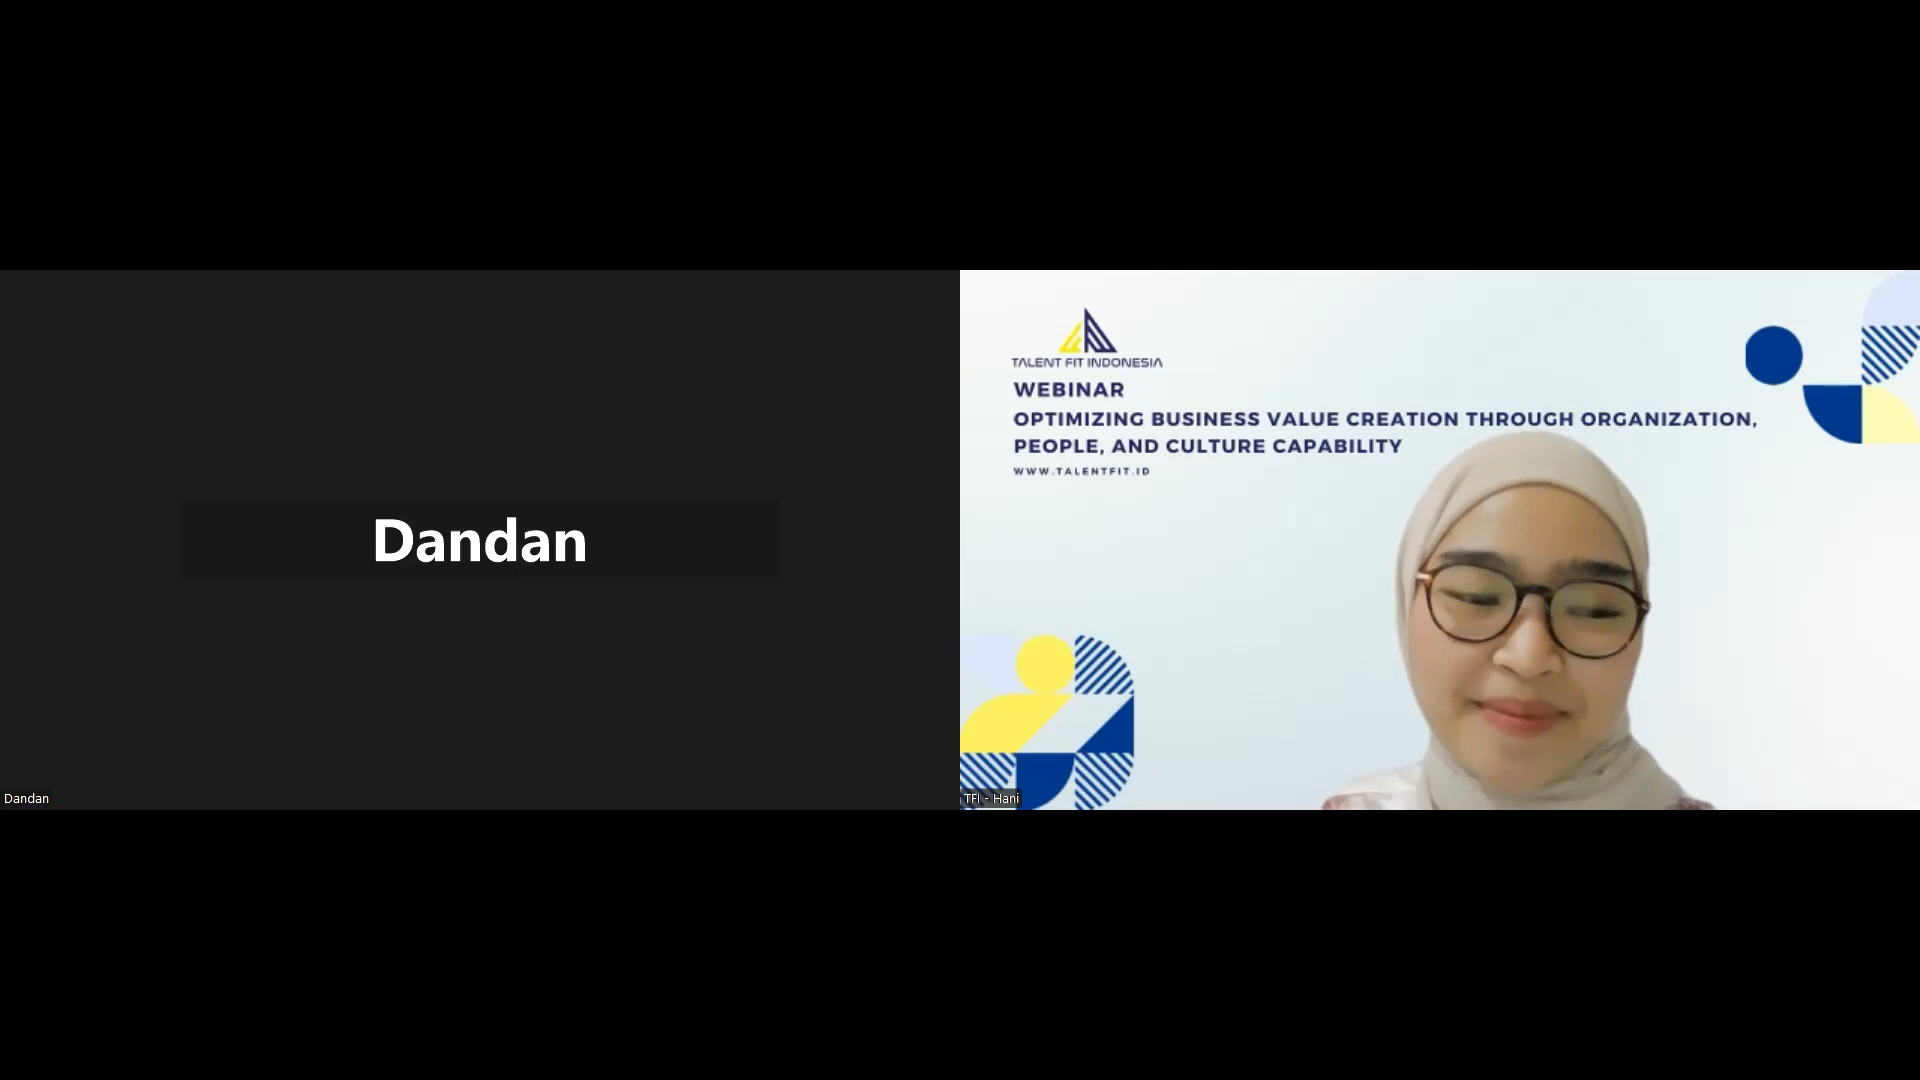 Dandan
Dandan
TALENT FIT INDONESIA
WEBINAR
OPTIMIZING BUSINESS VALUE CREATION THROUGH ORGANIZATION,
PEOPLE, AND CULTURE CAPABILITY
WWW.TALENTFIT.ID
TFI - Hani